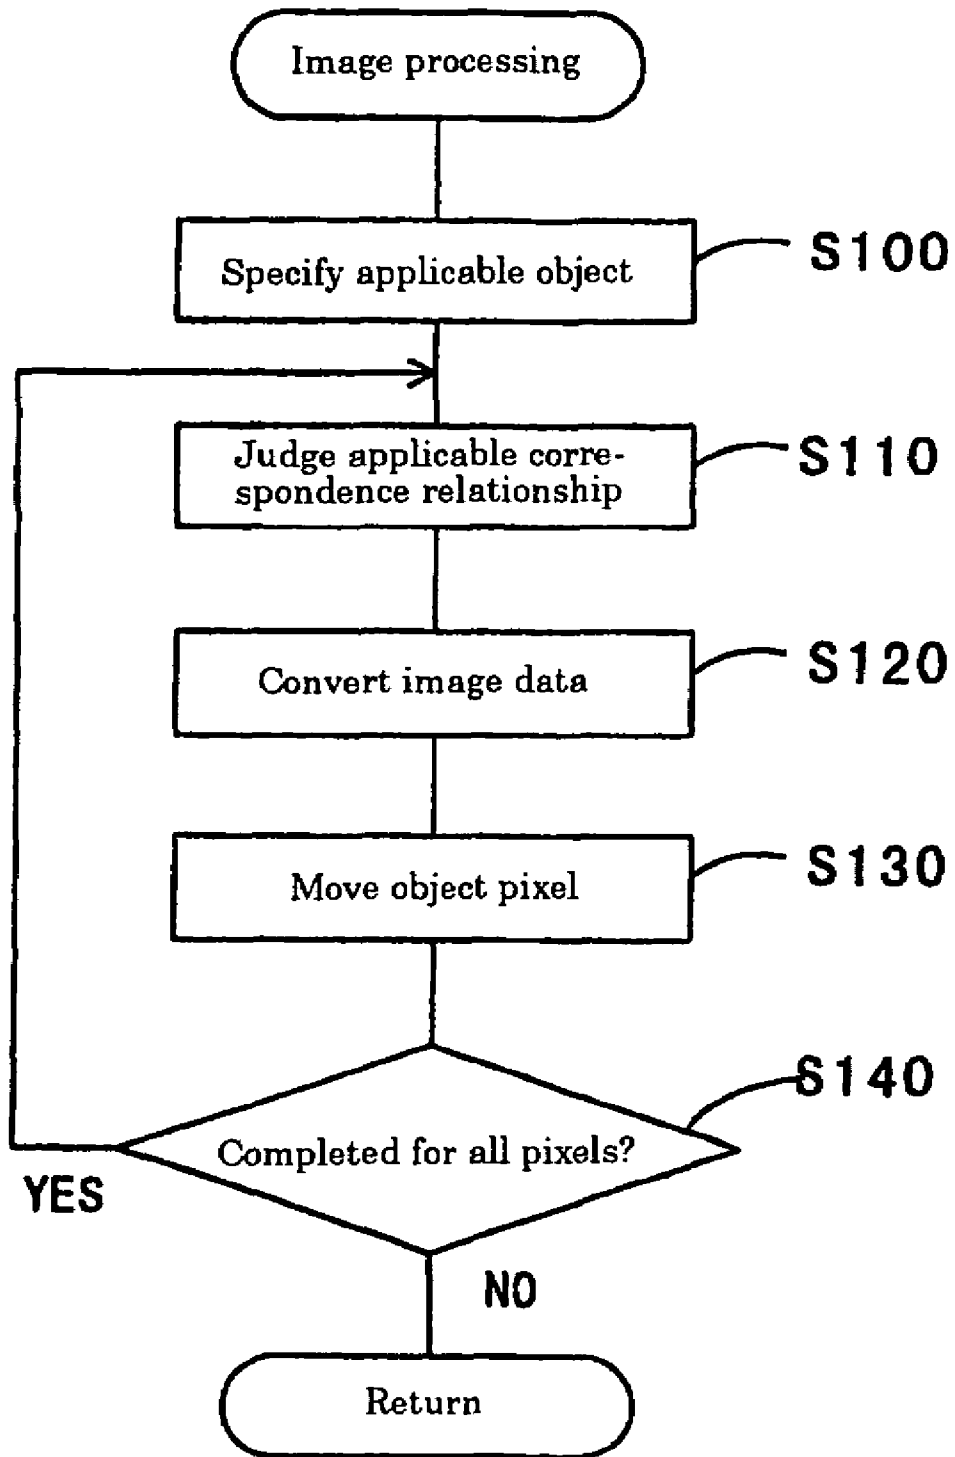 Image processing
Specify applicable object
S100
Judge applicable corre-
spondence relationship
S110
Convert image data
S120
Move object pixel
S130
Completed for all pixels?
S140
YES
NO
Return